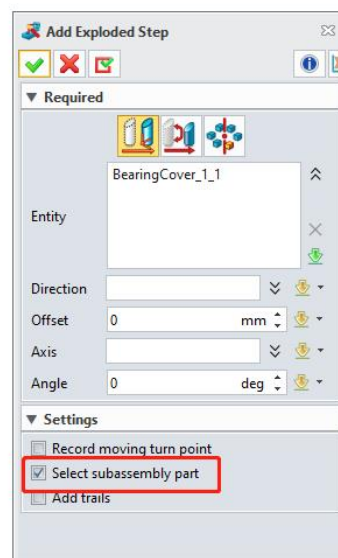 Add Exploded Step
Required
BearingCover_1_1
Entity
Direction
Offset 0 mm
Axis
Angle 0 deg
Settings
Record moving turn point
Select subassembly part
Add trails